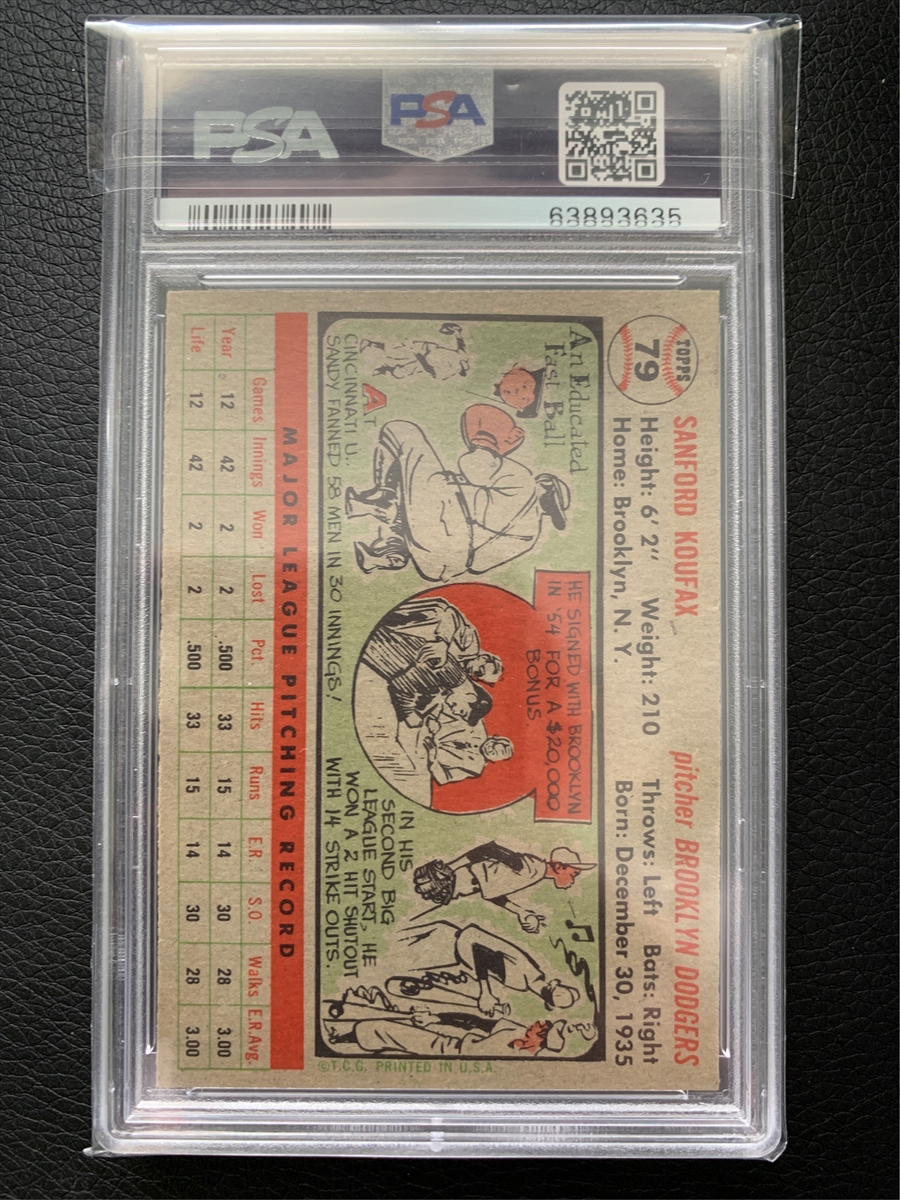 PSA
PSA
63893635
TOPPS
79
SANFORD KOUFAX pitcher BROOKLYN DODGERS
Height: 6' 2" Weight: 210 Throws: Left Bats: Right
Home: Brooklyn, N. Y. Born: December 30, 1935
An Educated
Fast Ball
AT
CINCINNATI U.,
SANDY FANNED 58 MEN IN 30 INNINGS!
HE SIGNED WITH BROOKLYN
IN '54 FOR A $20,000
BONUS
IN HIS
SECOND BIG
LEAGUE START, HE
WON A 2 HIT SHUTOUT
WITH 14 STRIKE OUTS.
©T.C.G. PRINTED IN U.S.A.
MAJOR LEAGUE PITCHING RECORD
Year Games Innings Won Lost Pct. Hits Runs E.R. S.O. Walks E.R.Avg.
Year 12 42 2 2 .500 33 15 14 30 28 3.00
Life 12 42 2 2 .500 33 15 14 30 28 3.00